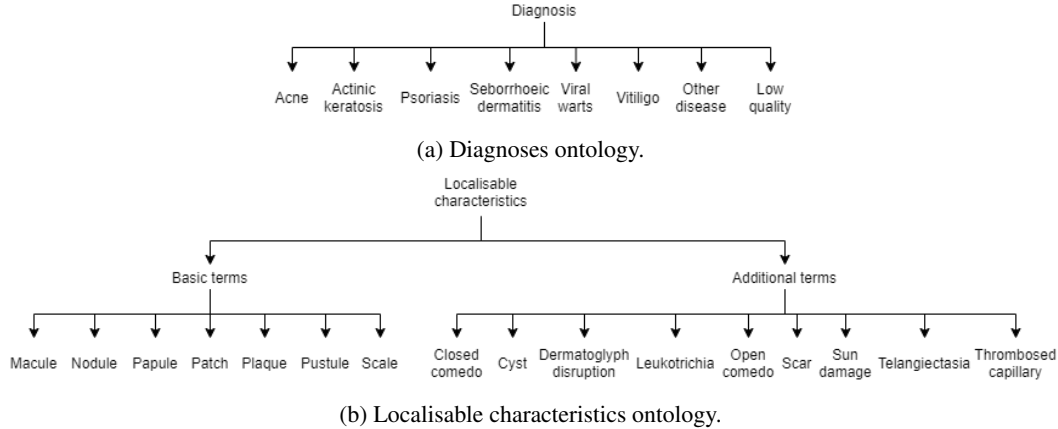 Diagnosis
Acne
Actinic
keratosis
Psoriasis
Seborrhoeic
dermatitis
Viral
warts
Vitiligo
Other
disease
Low
quality
(a) Diagnoses ontology.
Localisable
characteristics
Basic terms
Additional terms
Macule
Nodule
Papule
Patch
Plaque
Pustule
Scale
Closed
comedo
Cyst
Dermatoglyph
disruption
Leukotrichia
Open
comedo
Scar
Sun
damage
Telangiectasia
Thrombosed
capillary
(b) Localisable characteristics ontology.